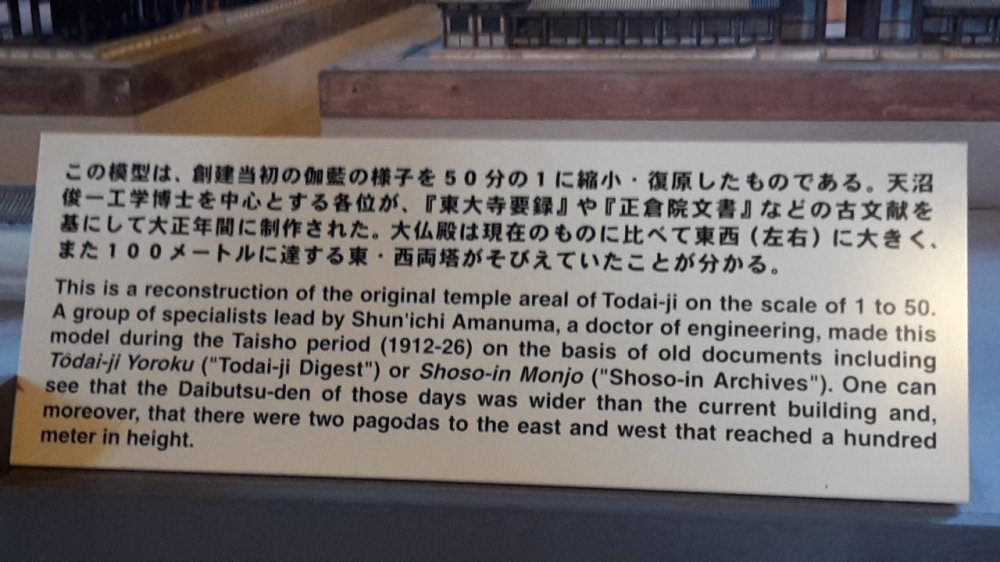 この模型は、創建当初の伽藍の様子を５０分の１に縮小・復原したものである。天沼
俊一工学博士を中心とする各位が、『東大寺要録』や『正倉院文書』などの古文献を
基にして大正年間に制作された。大仏殿は現在のものに比べて東西（左右）に大きく、
また１００メートルに達する東・西両塔がそびえていたことが分かる。
This is a reconstruction of the original temple areal of Todai-ji on the scale of 1 to 50.
A group of specialists lead by Shun'ichi Amanuma, a doctor of engineering, made this
model during the Taisho period (1912-26) on the basis of old documents including
Tōdai-ji Yoroku ("Todai-ji Digest") or Shoso-in Monjo ("Shoso-in Archives"). One can
see that the Daibutsu-den of those days was wider than the current building and,
moreover, that there were two pagodas to the east and west that reached a hundred
meter in height.